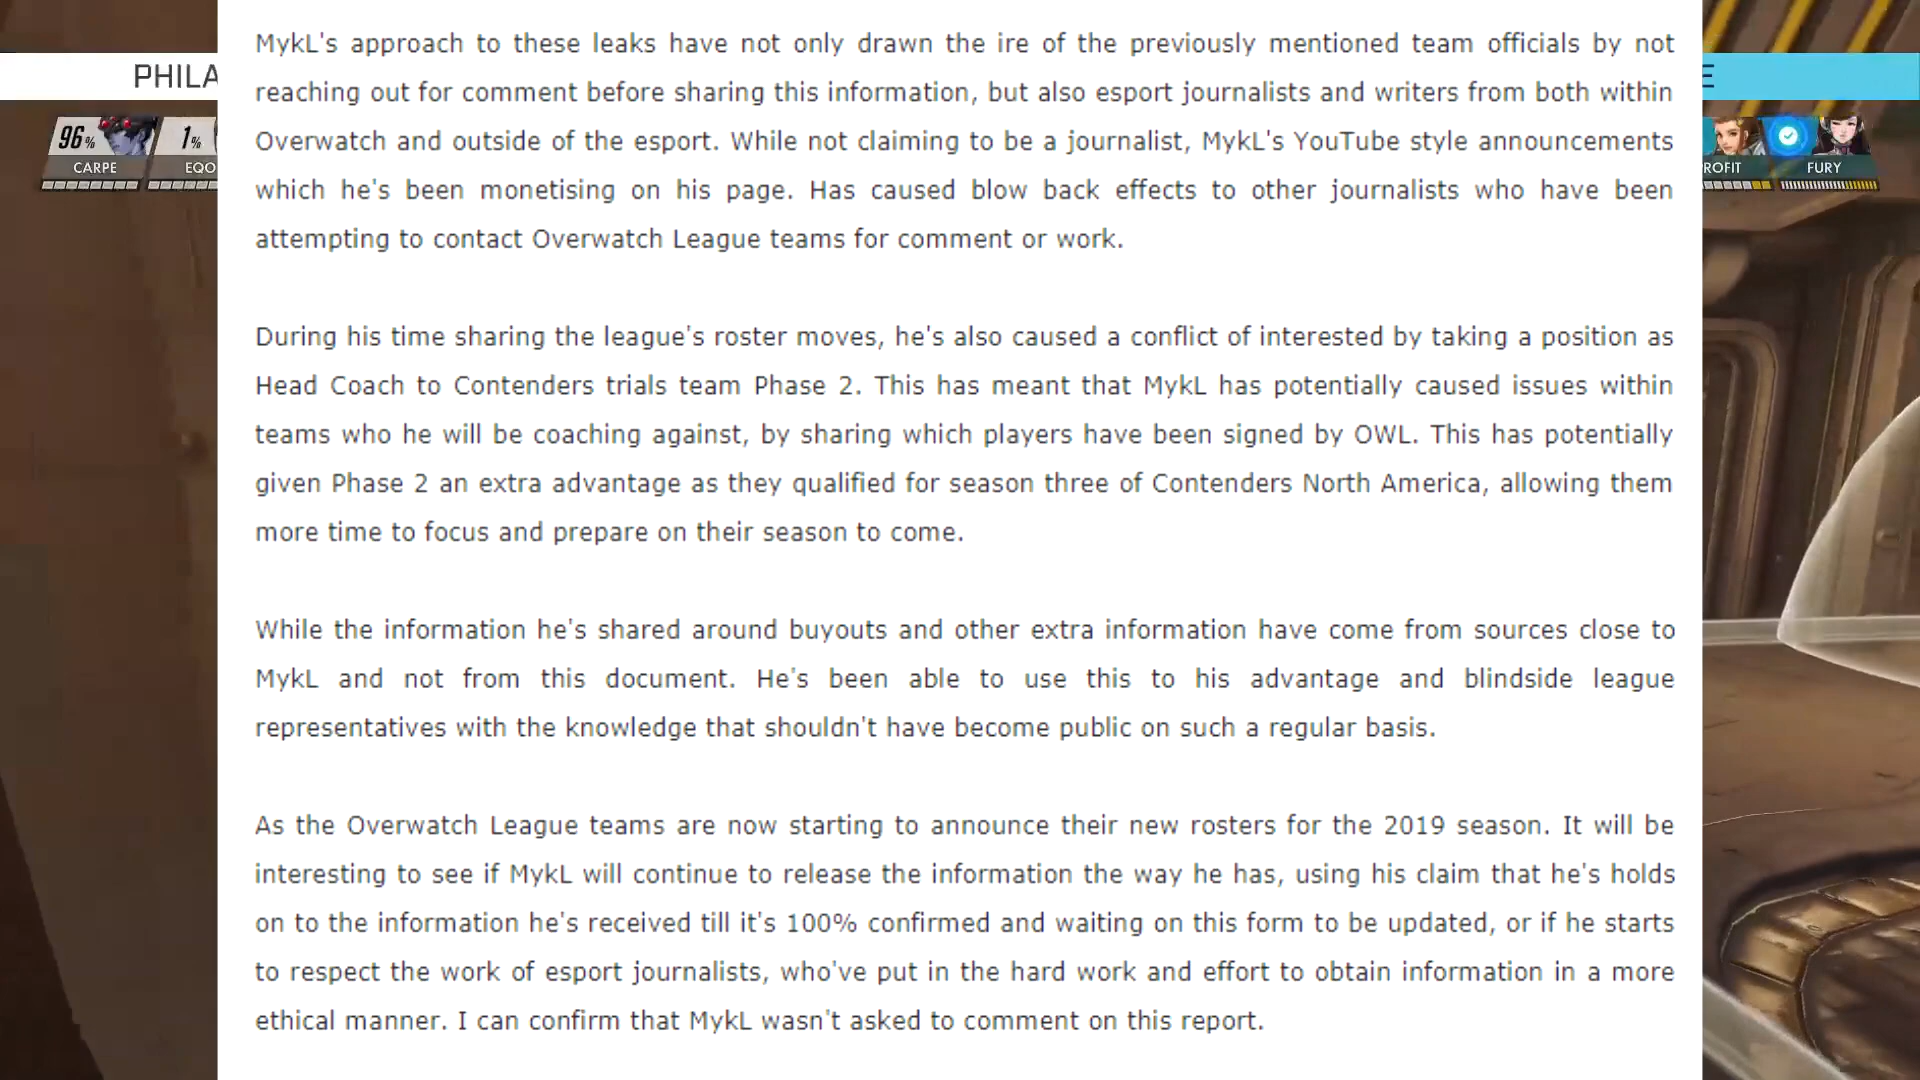 MykL's approach to these leaks have not only drawn the ire of the previously mentioned team officials by not
reaching out for comment before sharing this information, but also esport journalists and writers from both within
Overwatch and outside of the esport. While not claiming to be a journalist, MykL's YouTube style announcements
which he's been monetising on his page. Has caused blow back effects to other journalists who have been
attempting to contact Overwatch League teams for comment or work.
During his time sharing the league's roster moves, he's also caused a conflict of interested by taking a position as
Head Coach to Contenders trials team Phase 2. This has meant that MykL has potentially caused issues within
teams who he will be coaching against, by sharing which players have been signed by OWL. This has potentially
given Phase 2 an extra advantage as they qualified for season three of Contenders North America, allowing them
more time to focus and prepare on their season to come.
While the information he's shared around buyouts and other extra information have come from sources close to
MykL and not from this document. He's been able to use this to his advantage and blindside league
representatives with the knowledge that shouldn't have become public on such a regular basis.
As the Overwatch League teams are now starting to announce their new rosters for the 2019 season. It will be
interesting to see if MykL will continue to release the information the way he has, using his claim that he's holds
on to the information he's received till it's 100% confirmed and waiting on this form to be updated, or if he starts
to respect the work of esport journalists, who've put in the hard work and effort to obtain information in a more
ethical manner. I can confirm that MykL wasn't asked to comment on this report.
PHILA
96%
CARPE
1%
EQO
E
ROFIT
FURY